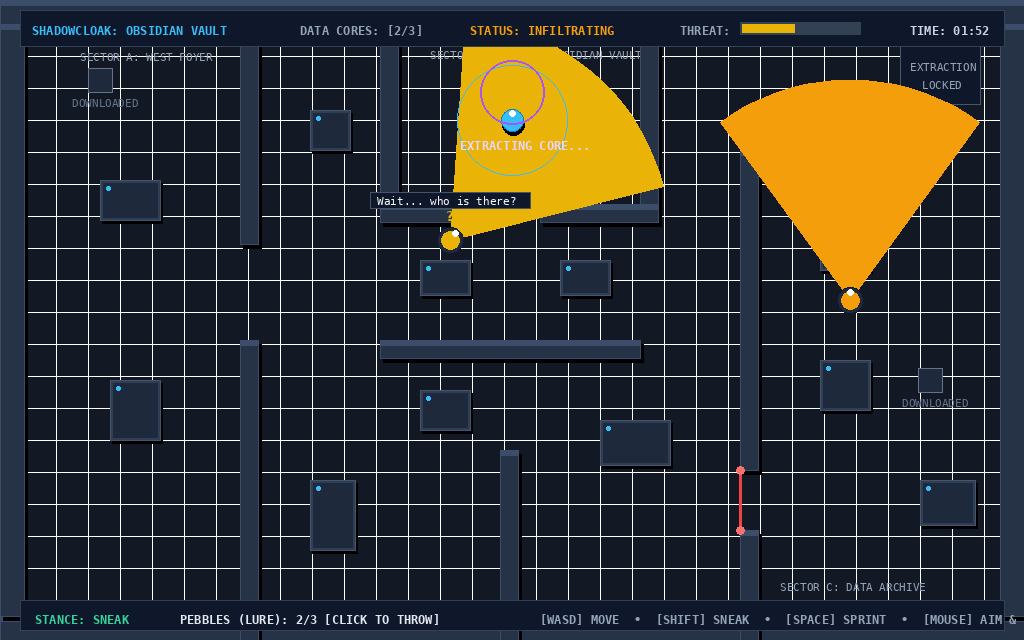 SHADOWCLOAK: OBSIDIAN VAULT
DATA CORES: [2/3]
STATUS: INFILTRATING
THREAT:
TIME: 01:52
SECTOR A: WEST FOYER
EXTRACTION
LOCKED
DOWNLOADED
EXTRACTING CORE...
Wait... who is there?
?
DOWNLOADED
SECTOR C: DATA ARCHIVE
STANCE: SNEAK
PEBBLES (LURE): 2/3 [CLICK TO THROW]
[WASD] MOVE • [SHIFT] SNEAK • [SPACE] SPRINT • [MOUSE] AIM &